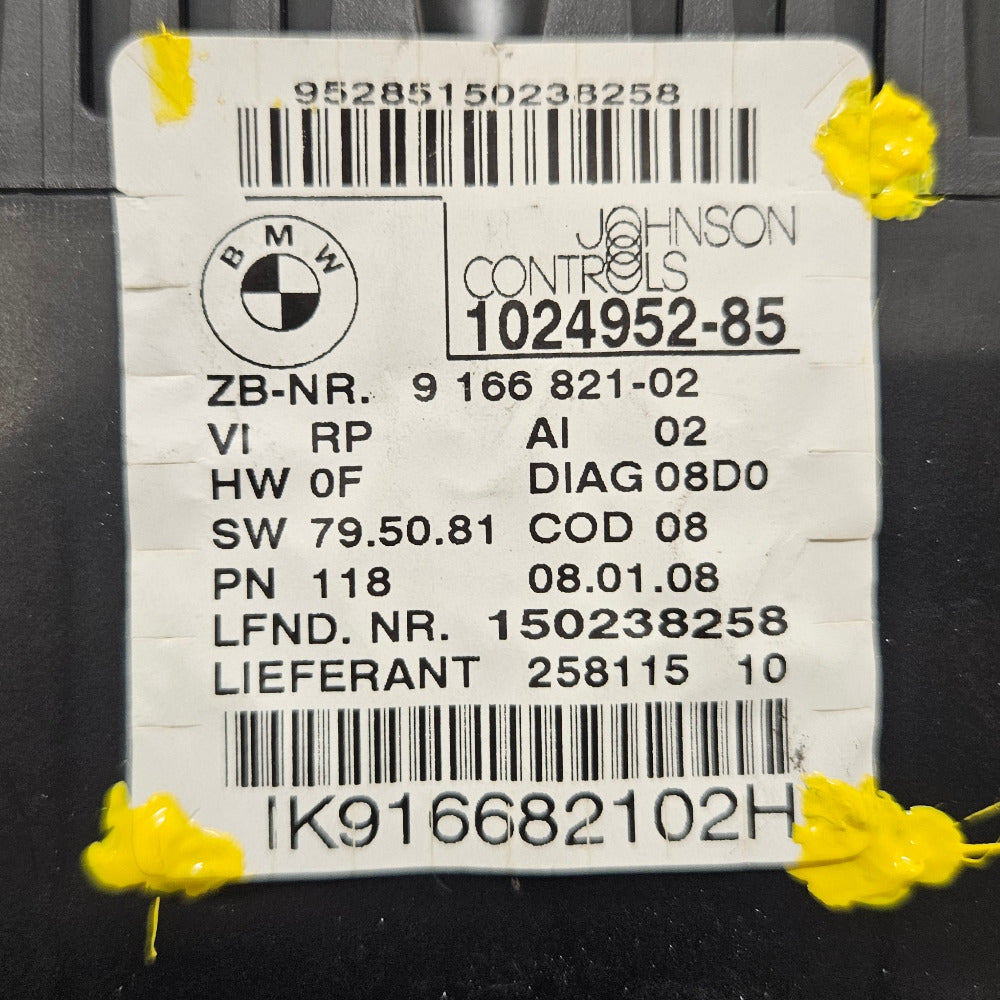 95285150238258
BMW
JOHNSON
CONTROLS
1024952-85
ZB-NR. 9 166 821-02
VI RP AI 02
HW 0F DIAG 08D0
SW 79.50.81 COD 08
PN 118 08.01.08
LFND. NR. 150238258
LIEFERANT 258115 10
IK916682102H